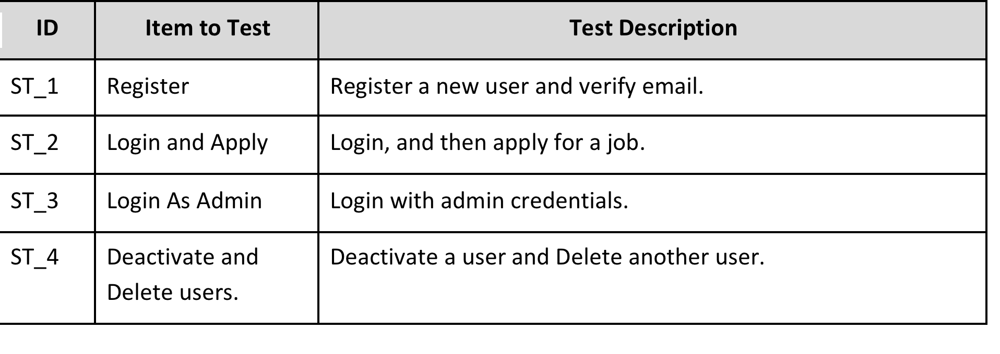 ID Item to Test Test Description
ST_1 Register Register a new user and verify email.
ST_2 Login and Apply Login, and then apply for a job.
ST_3 Login As Admin Login with admin credentials.
ST_4 Deactivate and Deactivate a user and Delete another user.
Delete users.